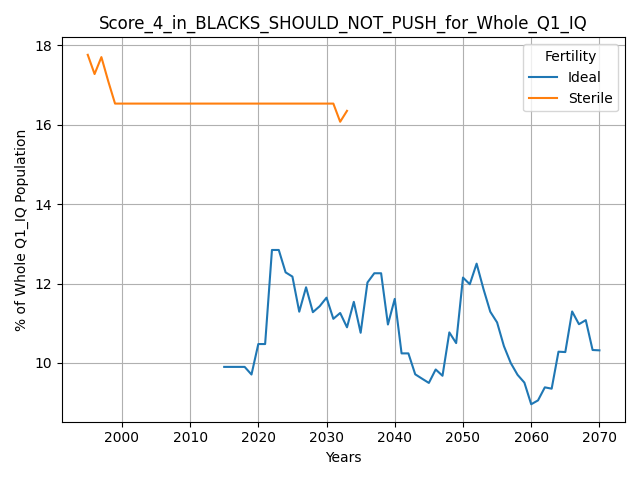 Score_4_in_BLACKS_SHOULD_NOT_PUSH_for_Whole_Q1_IQ
Fertility
Ideal
Sterile
% of Whole Q1_IQ Population
18
16
14
12
10
2000 2010 2020 2030 2040 2050 2060 2070
Years